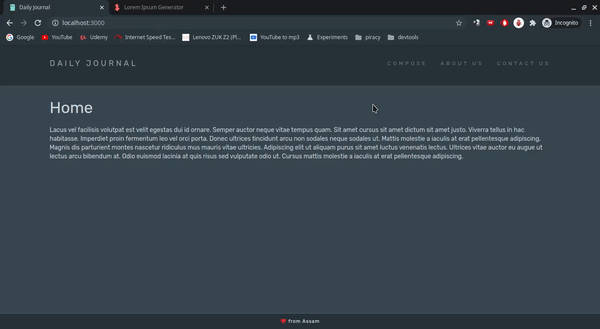 Daily Journal
Lorem Ipsum Generator
localhost:3000
Incognito
Google YouTube Udemy Internet Speed Tes... Lenovo ZUK Z2 (Pl... YouTube to mp3 Experiments piracy devtools
DAILY JOURNAL
COMPOSE ABOUT US CONTACT US
Home
Lacus vel facilisis volutpat est velit egestas dui id ornare. Semper auctor neque vitae tempus quam. Sit amet cursus sit amet dictum sit amet justo. Viverra tellus in hac
habitasse. Imperdiet proin fermentum leo vel orci porta. Donec ultrices tincidunt arcu non sodales neque sodales ut. Mattis molestie a iaculis at erat pellentesque adipiscing.
Magnis dis parturient montes nascetur ridiculus mus mauris vitae ultricies. Adipiscing elit ut aliquam purus sit amet luctus venenatis lectus. Ultrices vitae auctor eu augue ut
lectus arcu bibendum at. Odio euismod lacinia at quis risus sed vulputate odio ut. Cursus mattis molestie a iaculis at erat pellentesque adipiscing.
from Assam